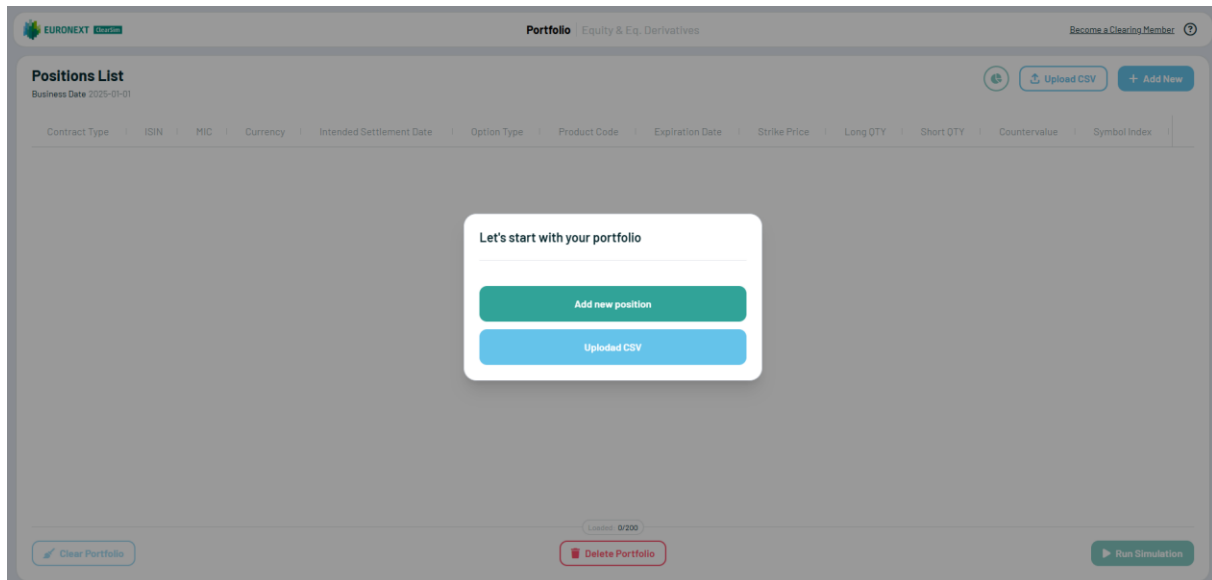 EURONEXT ClearSim
Portfolio | Equity & Eq. Derivatives
Become a Clearing Member ?
Positions List
Business Date 2025-01-01
Upload CSV
+ Add New
Contract Type ISIN MIC Currency Intended Settlement Date Option Type Product Code Expiration Date Strike Price Long QTY Short QTY Countervalue Symbol Index
Let's start with your portfolio
Add new position
Uplodad CSV
Loaded: 0/200
Clear Portfolio
Delete Portfolio
Run Simulation